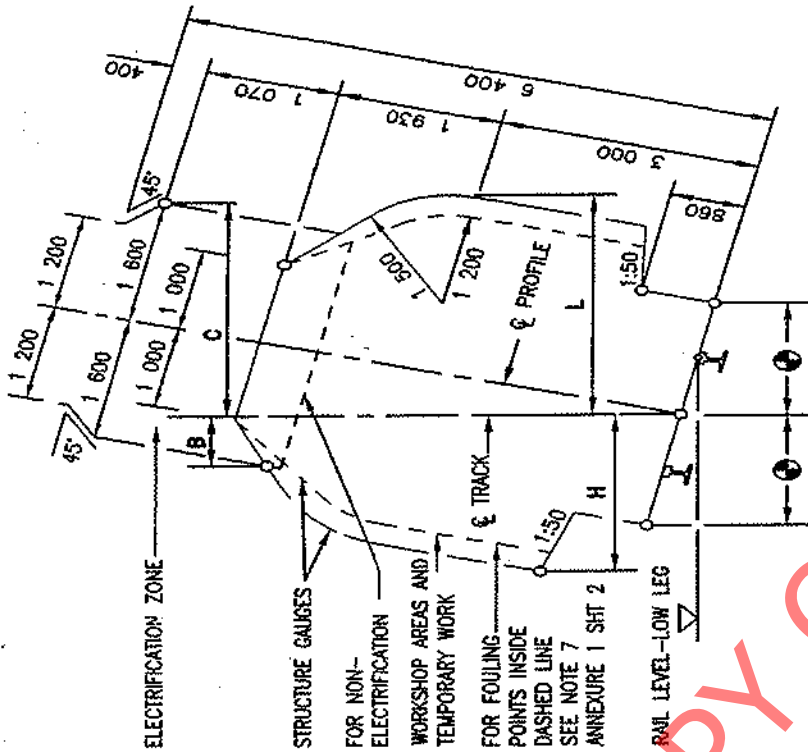 400
45°
1 200
1 200
1 600
1 600
1 000
1 000
45°
1 070
1 930
6 400
3 000
860
C
B
1 500
1 200
℄ PROFILE
L
1:50
℄ TRACK
H
1:50
ELECTRIFICATION ZONE
STRUCTURE GAUGES
FOR NON-
ELECTRIFICATION
WORKSHOP AREAS AND
TEMPORARY WORK
FOR FOULING
POINTS INSIDE
DASHED LINE
SEE NOTE 7
ANNEXURE 1 SHT 2
RAIL LEVEL-LOW LEG
PY